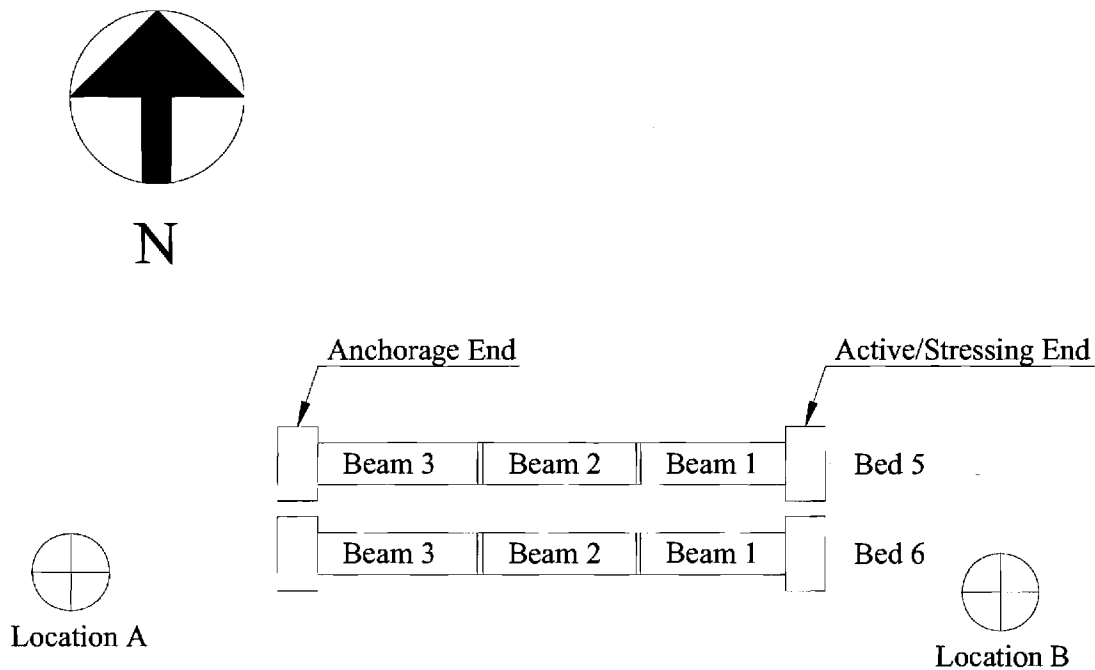 N
Anchorage End
Active/Stressing End
Beam 3 Beam 2 Beam 1 Bed 5
Beam 3 Beam 2 Beam 1 Bed 6
Location A
Location B